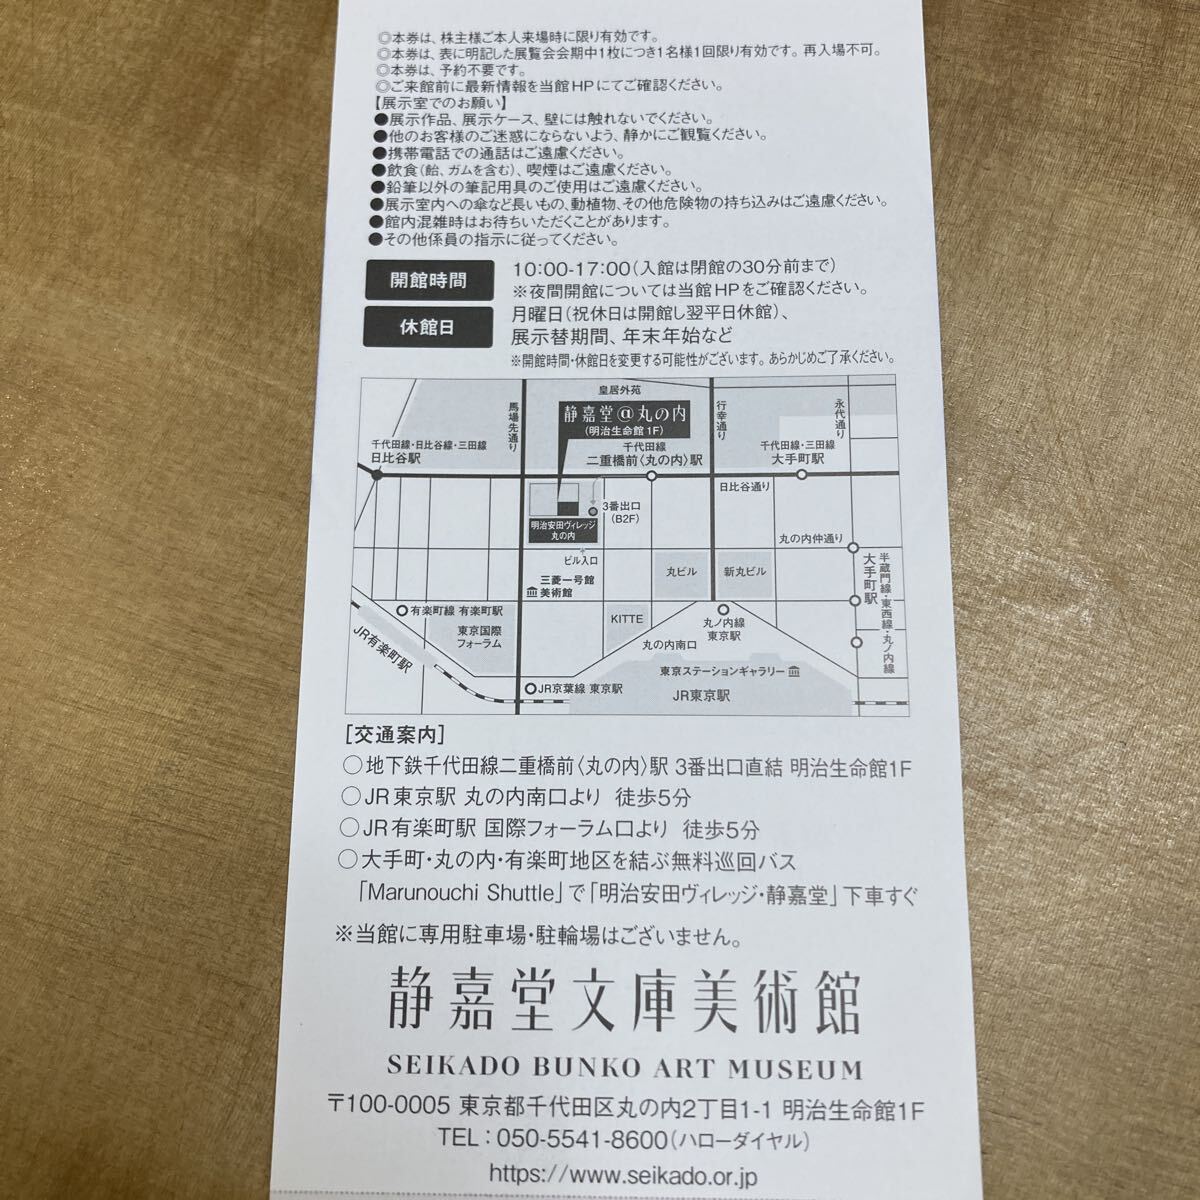 ◎本券は、株主様ご本人来場時に限り有効です。
◎本券は、表に明記した展覧会会期中1枚につき1名様1回限り有効です。再入場不可。
◎本券は、予約不要です。
◎ご来館前に最新情報を当館HPにてご確認ください。
【展示室でのお願い】
●展示作品、展示ケース、壁には触れないでください。
●他のお客様のご迷惑にならないよう、静かにご観覧ください。
●携帯電話での通話はご遠慮ください。
●飲食(飴、ガムを含む)、喫煙はご遠慮ください。
●鉛筆以外の筆記用具のご使用はご遠慮ください。
●展示室内への傘など長いもの、動植物、その他危険物の持ち込みはご遠慮ください。
●館内混雑時はお待ちいただくことがあります。
●その他係員の指示に従ってください。
開館時間 10:00-17:00(入館は閉館の30分前まで)
※夜間開館については当館HPをご確認ください。
休館日 月曜日(祝休日は開館し翌平日休館)、
展示替期間、年末年始など
※開館時間・休館日を変更する可能性がございます。あらかじめご了承ください。
皇居外苑
馬場先通り
静嘉堂@丸の内
(明治生命館1F)
行幸通り
永代通り
千代田線・日比谷線・三田線
日比谷駅
千代田線
二重橋前〈丸の内〉駅
千代田線・三田線
大手町駅
日比谷通り
3番出口
(B2F)
明治安田ヴィレッジ
丸の内
丸の内仲通り
ビル入口
三菱一号館
美術館
丸ビル
新丸ビル
大手町駅
半蔵門線・東西線・丸ノ内線
有楽町線 有楽町駅
東京国際
フォーラム
KITTE
丸ノ内線
東京駅
JR有楽町駅
丸の内南口
東京ステーションギャラリー
JR京葉線 東京駅
JR東京駅
[交通案内]
○地下鉄千代田線二重橋前〈丸の内〉駅 3番出口直結 明治生命館1F
○JR東京駅 丸の内南口より 徒歩5分
○JR有楽町駅 国際フォーラム口より 徒歩5分
○大手町・丸の内・有楽町地区を結ぶ無料巡回バス
「Marunouchi Shuttle」で「明治安田ヴィレッジ・静嘉堂」下車すぐ
※当館に専用駐車場・駐輪場はございません。
静嘉堂文庫美術館
SEIKADO BUNKO ART MUSEUM
〒100-0005 東京都千代田区丸の内2丁目1-1 明治生命館1F
TEL:050-5541-8600(ハローダイヤル)
https://www.seikado.or.jp